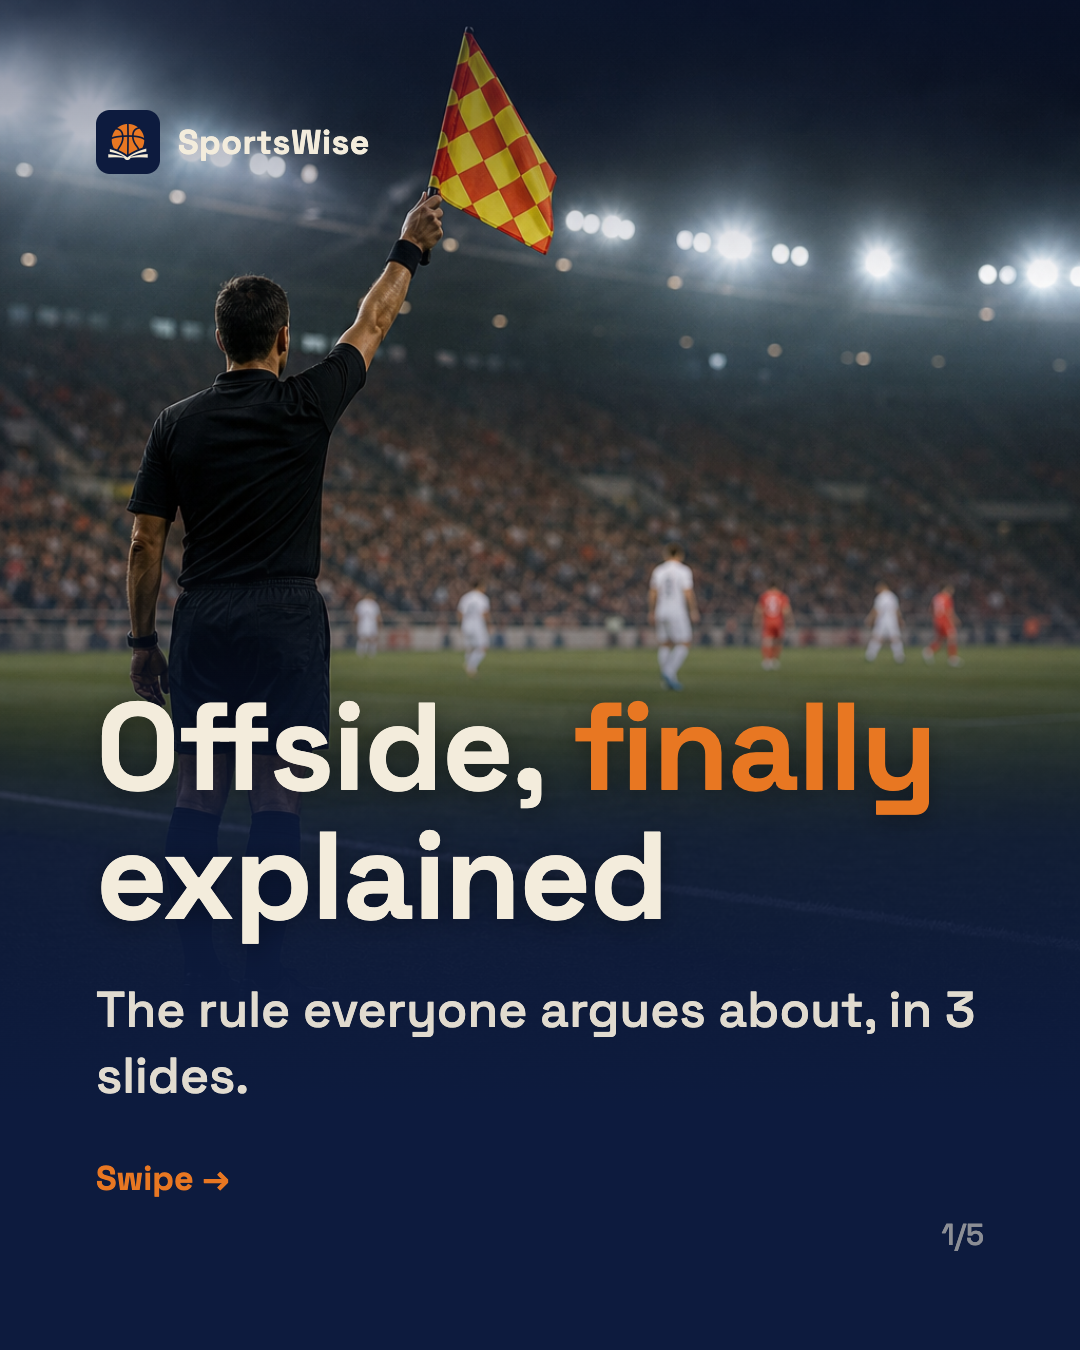 SportsWise
Offside, finally
explained
The rule everyone argues about, in 3
slides.
Swipe →
1/5